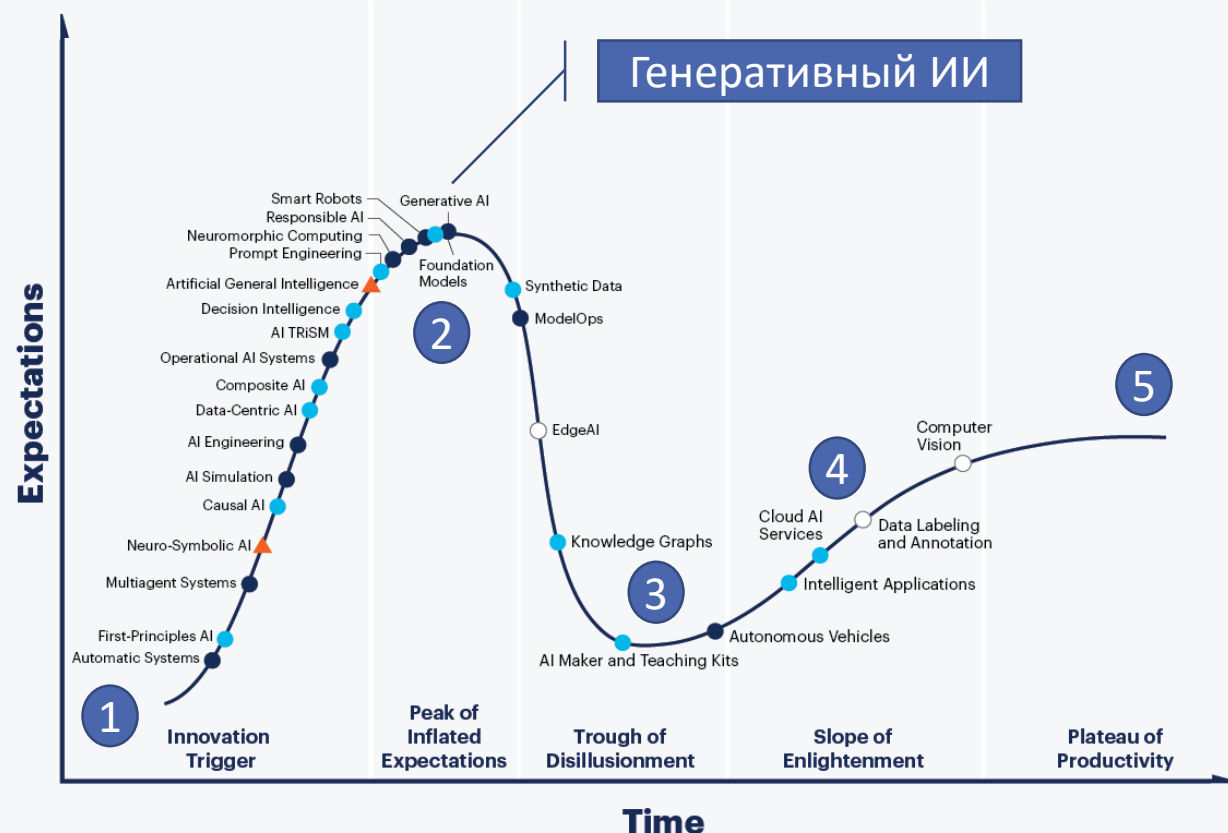 Генеративный ИИ
Smart Robots
Generative AI
Responsible AI
Neuromorphic Computing
Prompt Engineering
Foundation
Models
Artificial General Intelligence
Synthetic Data
Decision Intelligence
2
ModelOps
AI TRiSM
Operational AI Systems
Composite AI
5
Data-Centric AI
EdgeAI
Computer
Vision
AI Engineering
4
AI Simulation
Causal AI
Cloud AI
Services
Data Labeling
and Annotation
Neuro-Symbolic AI
Knowledge Graphs
Multiagent Systems
3
Intelligent Applications
First-Principles AI
Autonomous Vehicles
Automatic Systems
AI Maker and Teaching Kits
1
Innovation
Trigger
Peak of
Inflated
Expectations
Trough of
Disillusionment
Slope of
Enlightenment
Plateau of
Productivity
Expectations
Time